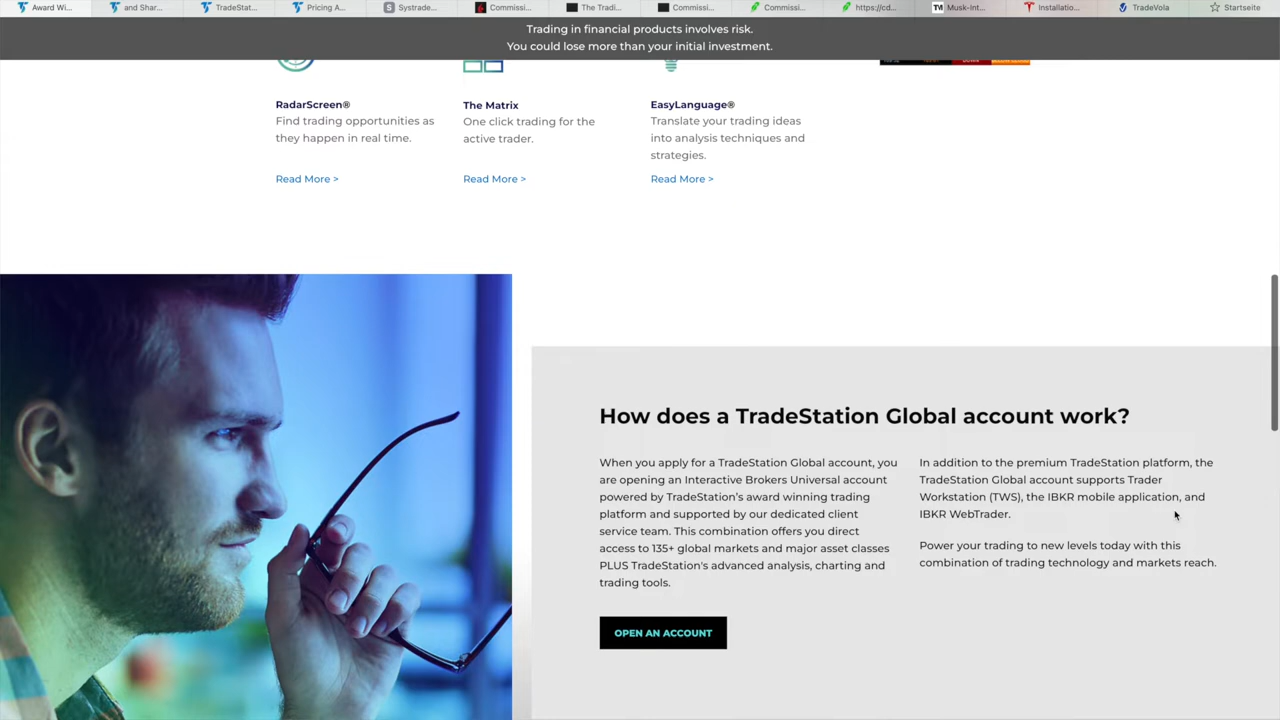 Award Wi...
and Shar...
TradeStat...
Pricing A...
Systrade...
Commissi...
The Tradi...
Commissi...
Commissi...
https://cd...
Musk-Int...
Installatio...
TradeVola
Startseite
Trading in financial products involves risk.
You could lose more than your initial investment.
RadarScreen®
Find trading opportunities as
they happen in real time.
Read More >
The Matrix
One click trading for the
active trader.
Read More >
EasyLanguage®
Translate your trading ideas
into analysis techniques and
strategies.
Read More >
How does a TradeStation Global account work?
When you apply for a TradeStation Global account, you
are opening an Interactive Brokers Universal account
powered by TradeStation’s award winning trading
platform and supported by our dedicated client
service team. This combination offers you direct
access to 135+ global markets and major asset classes
PLUS TradeStation's advanced analysis, charting and
trading tools.
In addition to the premium TradeStation platform, the
TradeStation Global account supports Trader
Workstation (TWS), the IBKR mobile application, and
IBKR WebTrader.
Power your trading to new levels today with this
combination of trading technology and markets reach.
OPEN AN ACCOUNT